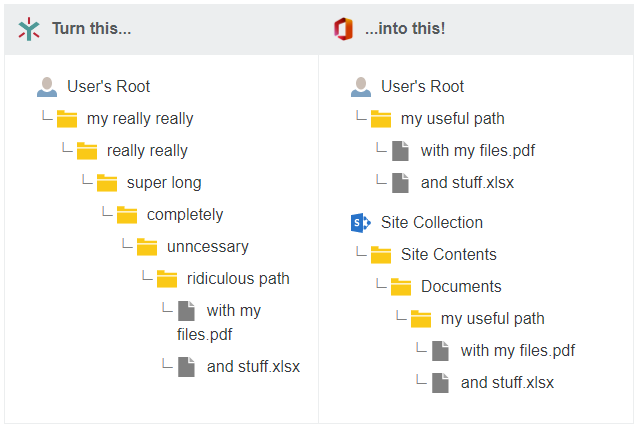 Turn this...
User's Root
my really really
really really
super long
completely
unncessary
ridiculous path
with my
files.pdf
and stuff.xlsx
...into this!
User's Root
my useful path
with my files.pdf
and stuff.xlsx
S
Site Collection
Site Contents
Documents
my useful path
with my files.pdf
and stuff.xlsx